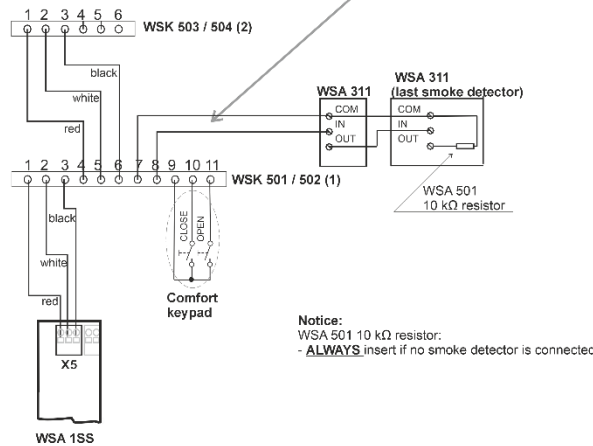 1 2 3 4 5 6
WSK 503 / 504 (2)
black
white
red
WSA 311
WSA 311
(last smoke detector)
COM
IN
OUT
COM
IN
OUT
1 2 3 4 5 6 7 8 9 10 11
WSK 501 / 502 (1)
WSA 501
10 kΩ resistor
black
white
red
CLOSE
OPEN
Comfort
keypad
X5
WSA 1SS
Notice:
WSA 501 10 kΩ resistor:
- ALWAYS insert if no smoke detector is connected